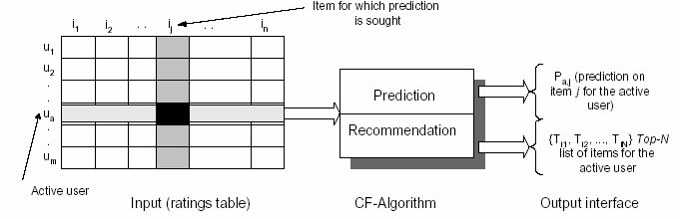 Item for which prediction
is sought
i1 i2 . . ij . . in
u1
u2
.
.
ua
.
.
um
Active user
Input (ratings table)
Prediction
Recommendation
CF-Algorithm
Pa,j (prediction on
item j for the active
user)
{Ti1, Ti2, ..., TiN} Top-N
list of items for the
active user
Output interface